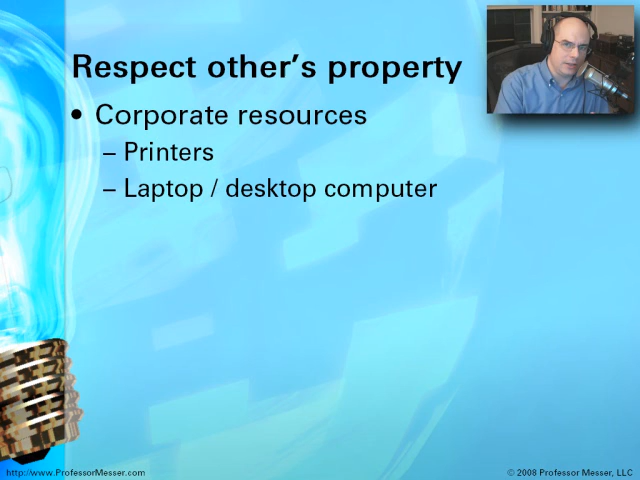 Respect other’s property
• Corporate resources
– Printers
– Laptop / desktop computer
http://www.ProfessorMesser.com
© 2008 Professor Messer, LLC